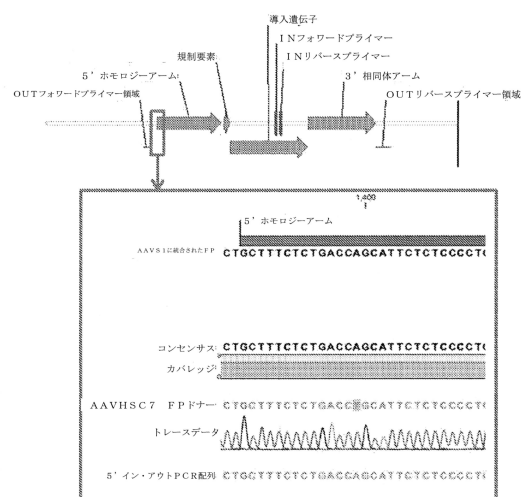 導入遺伝子
INフォワードプライマー
INリバースプライマー
規制要素
5’ホモロジーアーム
3’相同体アーム
OUTフォワードプライマー領域
OUTリバースプライマー領域
1,400
5’ホモロジーアーム
AAVS1に統合されたFP CTGCTTTCTCTGACCAGCATTCTCTCCCCTG
コンセンサス CTGCTTTCTCTGACCAGCATTCTCTCCCCTG
カバレッジ
AAVHSC7 FPドナー CTGCTTTCTCTGACC GCATTCTCTCCCCT
トレースデータ
5’イン・アウトPCR配列 CTGCTTTCTCTGACCAGCATTCTCTCCCCT